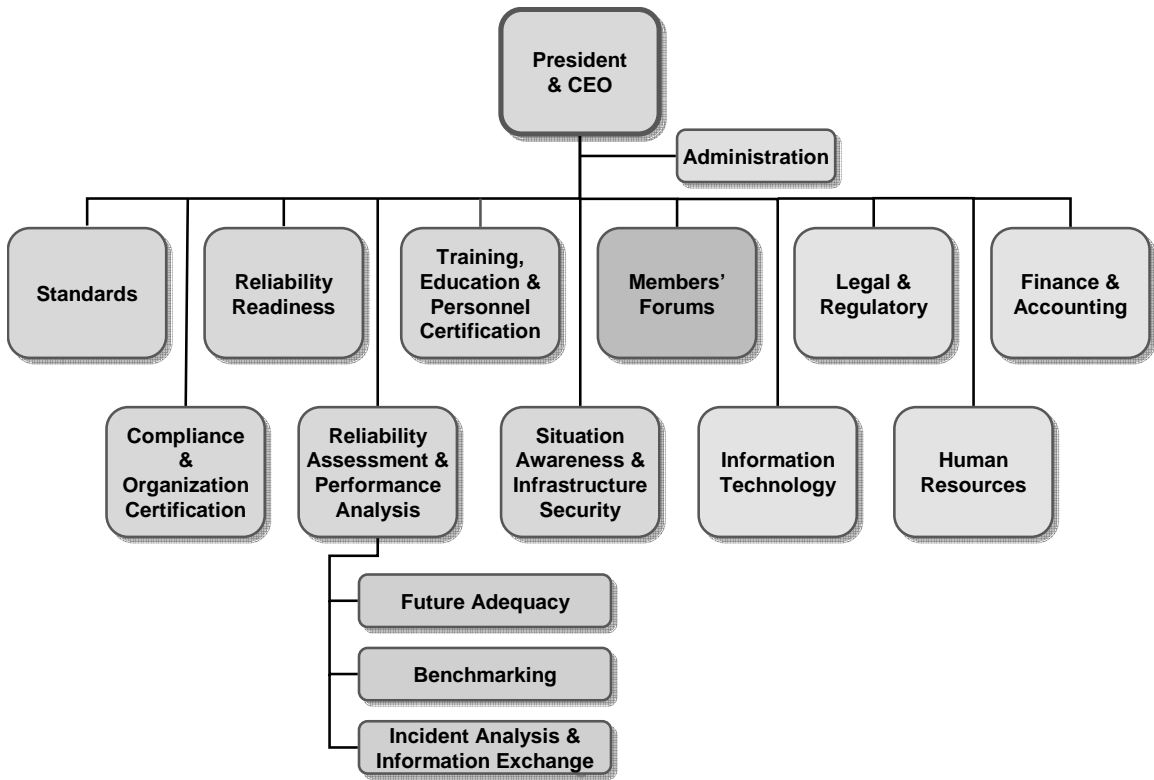 President
& CEO
Administration
Standards
Reliability
Readiness
Training,
Education &
Personnel
Certification
Members’
Forums
Legal &
Regulatory
Finance &
Accounting
Compliance
&
Organization
Certification
Reliability
Assessment &
Performance
Analysis
Situation
Awareness &
Infrastructure
Security
Information
Technology
Human
Resources
Future Adequacy
Benchmarking
Incident Analysis &
Information Exchange